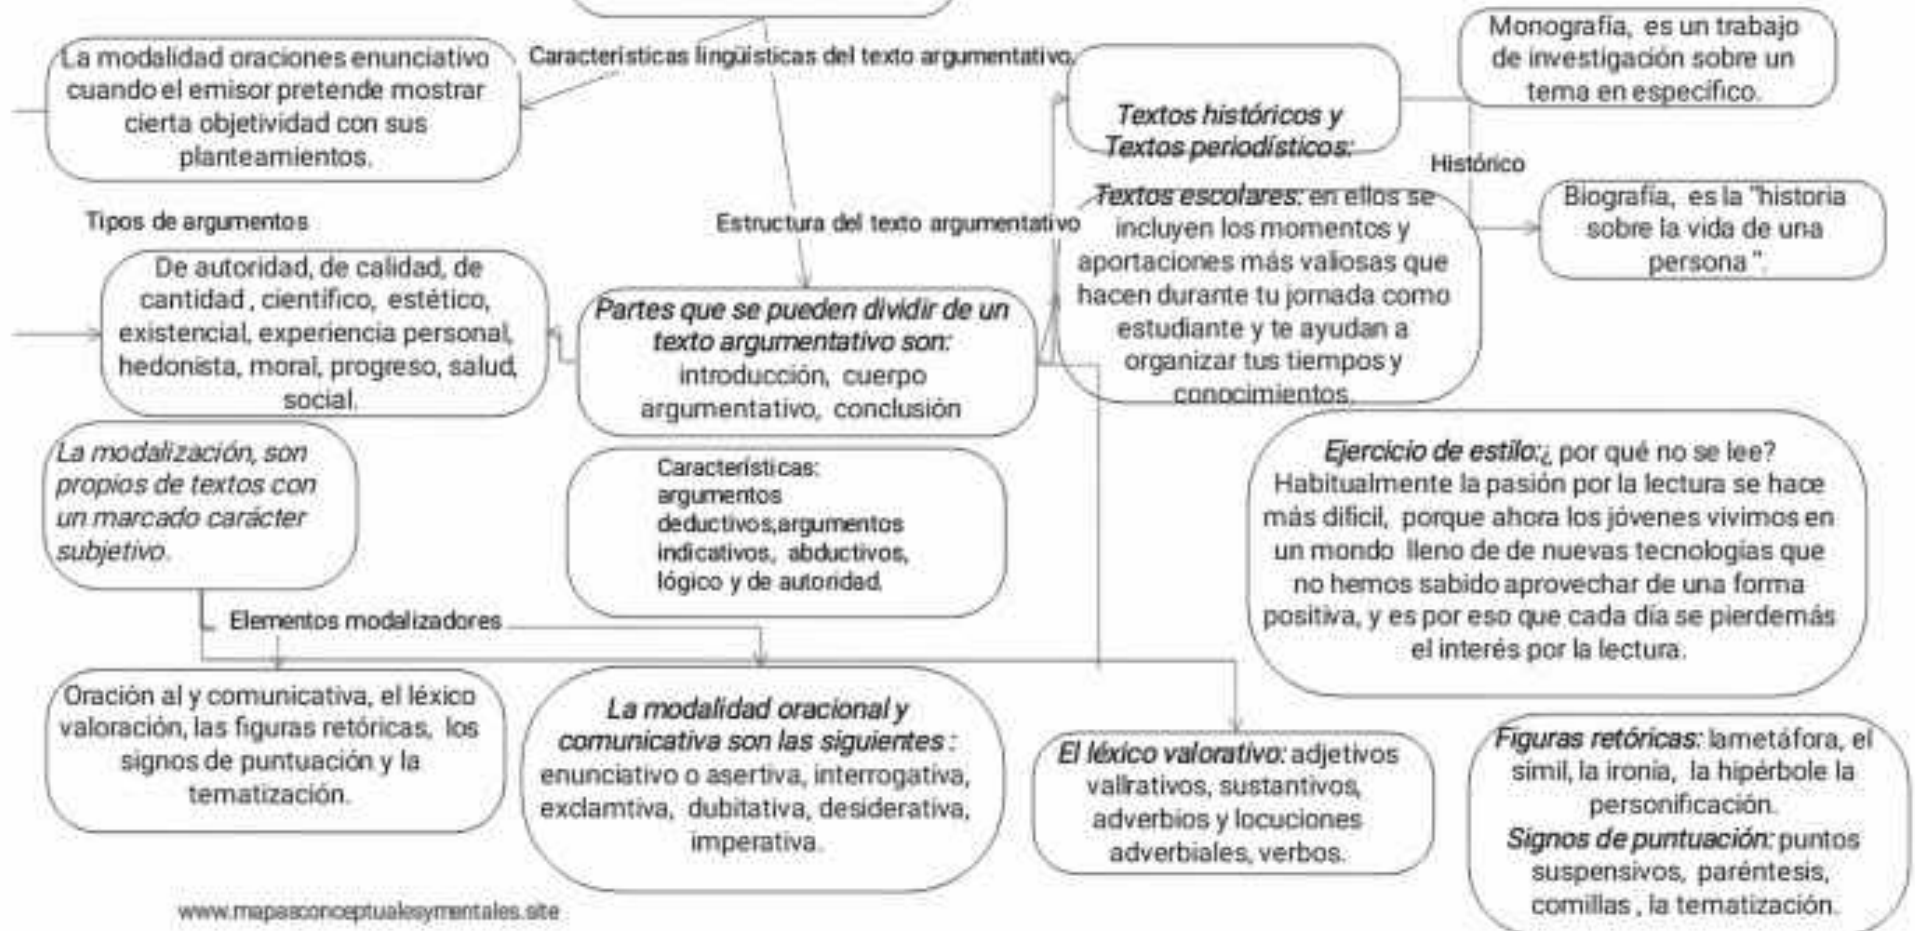 La modalidad oraciones enunciativo
cuando el emisor pretende mostrar
cierta objetividad con sus
planteamientos.
Características lingüísticas del texto argumentativo.
Textos históricos y
Textos periodísticos:
Monografía, es un trabajo
de investigación sobre un
tema en específico.
Histórico
Biografía, es la "historia
sobre la vida de una
persona ".
Tipos de argumentos
De autoridad, de calidad, de
cantidad , científico, estético,
existencial, experiencia personal,
hedonista, moral, progreso, salud,
social.
Estructura del texto argumentativo
Partes que se pueden dividir de un
texto argumentativo son:
introducción, cuerpo
argumentativo, conclusión
Textos escolares: en ellos se
incluyen los momentos y
aportaciones más valiosas que
hacen durante tu jornada como
estudiante y te ayudan a
organizar tus tiempos y
conocimientos.
La modalización, son
propios de textos con
un marcado carácter
subjetivo.
Características:
argumentos
deductivos,argumentos
indicativos, abductivos,
lógico y de autoridad.
Ejercicio de estilo:¿ por qué no se lee?
Habitualmente la pasión por la lectura se hace
más dificil, porque ahora los jóvenes vivimos en
un mondo lleno de de nuevas tecnologías que
no hemos sabido aprovechar de una forma
positiva, y es por eso que cada día se pierdemás
el interés por la lectura.
Elementos modalizadores
Oración al y comunicativa, el léxico
valoración, las figuras retóricas, los
signos de puntuación y la
tematización.
La modalidad oracional y
comunicativa son las siguientes :
enunciativo o asertiva, interrogativa,
exclamtiva, dubitativa, desiderativa,
imperativa.
El léxico valorativo: adjetivos
vallrativos, sustantivos,
adverbios y locuciones
adverbiales, verbos.
Figuras retóricas: lametáfora, el
símil, la ironía, la hipérbole la
personificación.
Signos de puntuación: puntos
suspensivos, paréntesis,
comillas , la tematización.
www.mapasconceptualesymentales.site